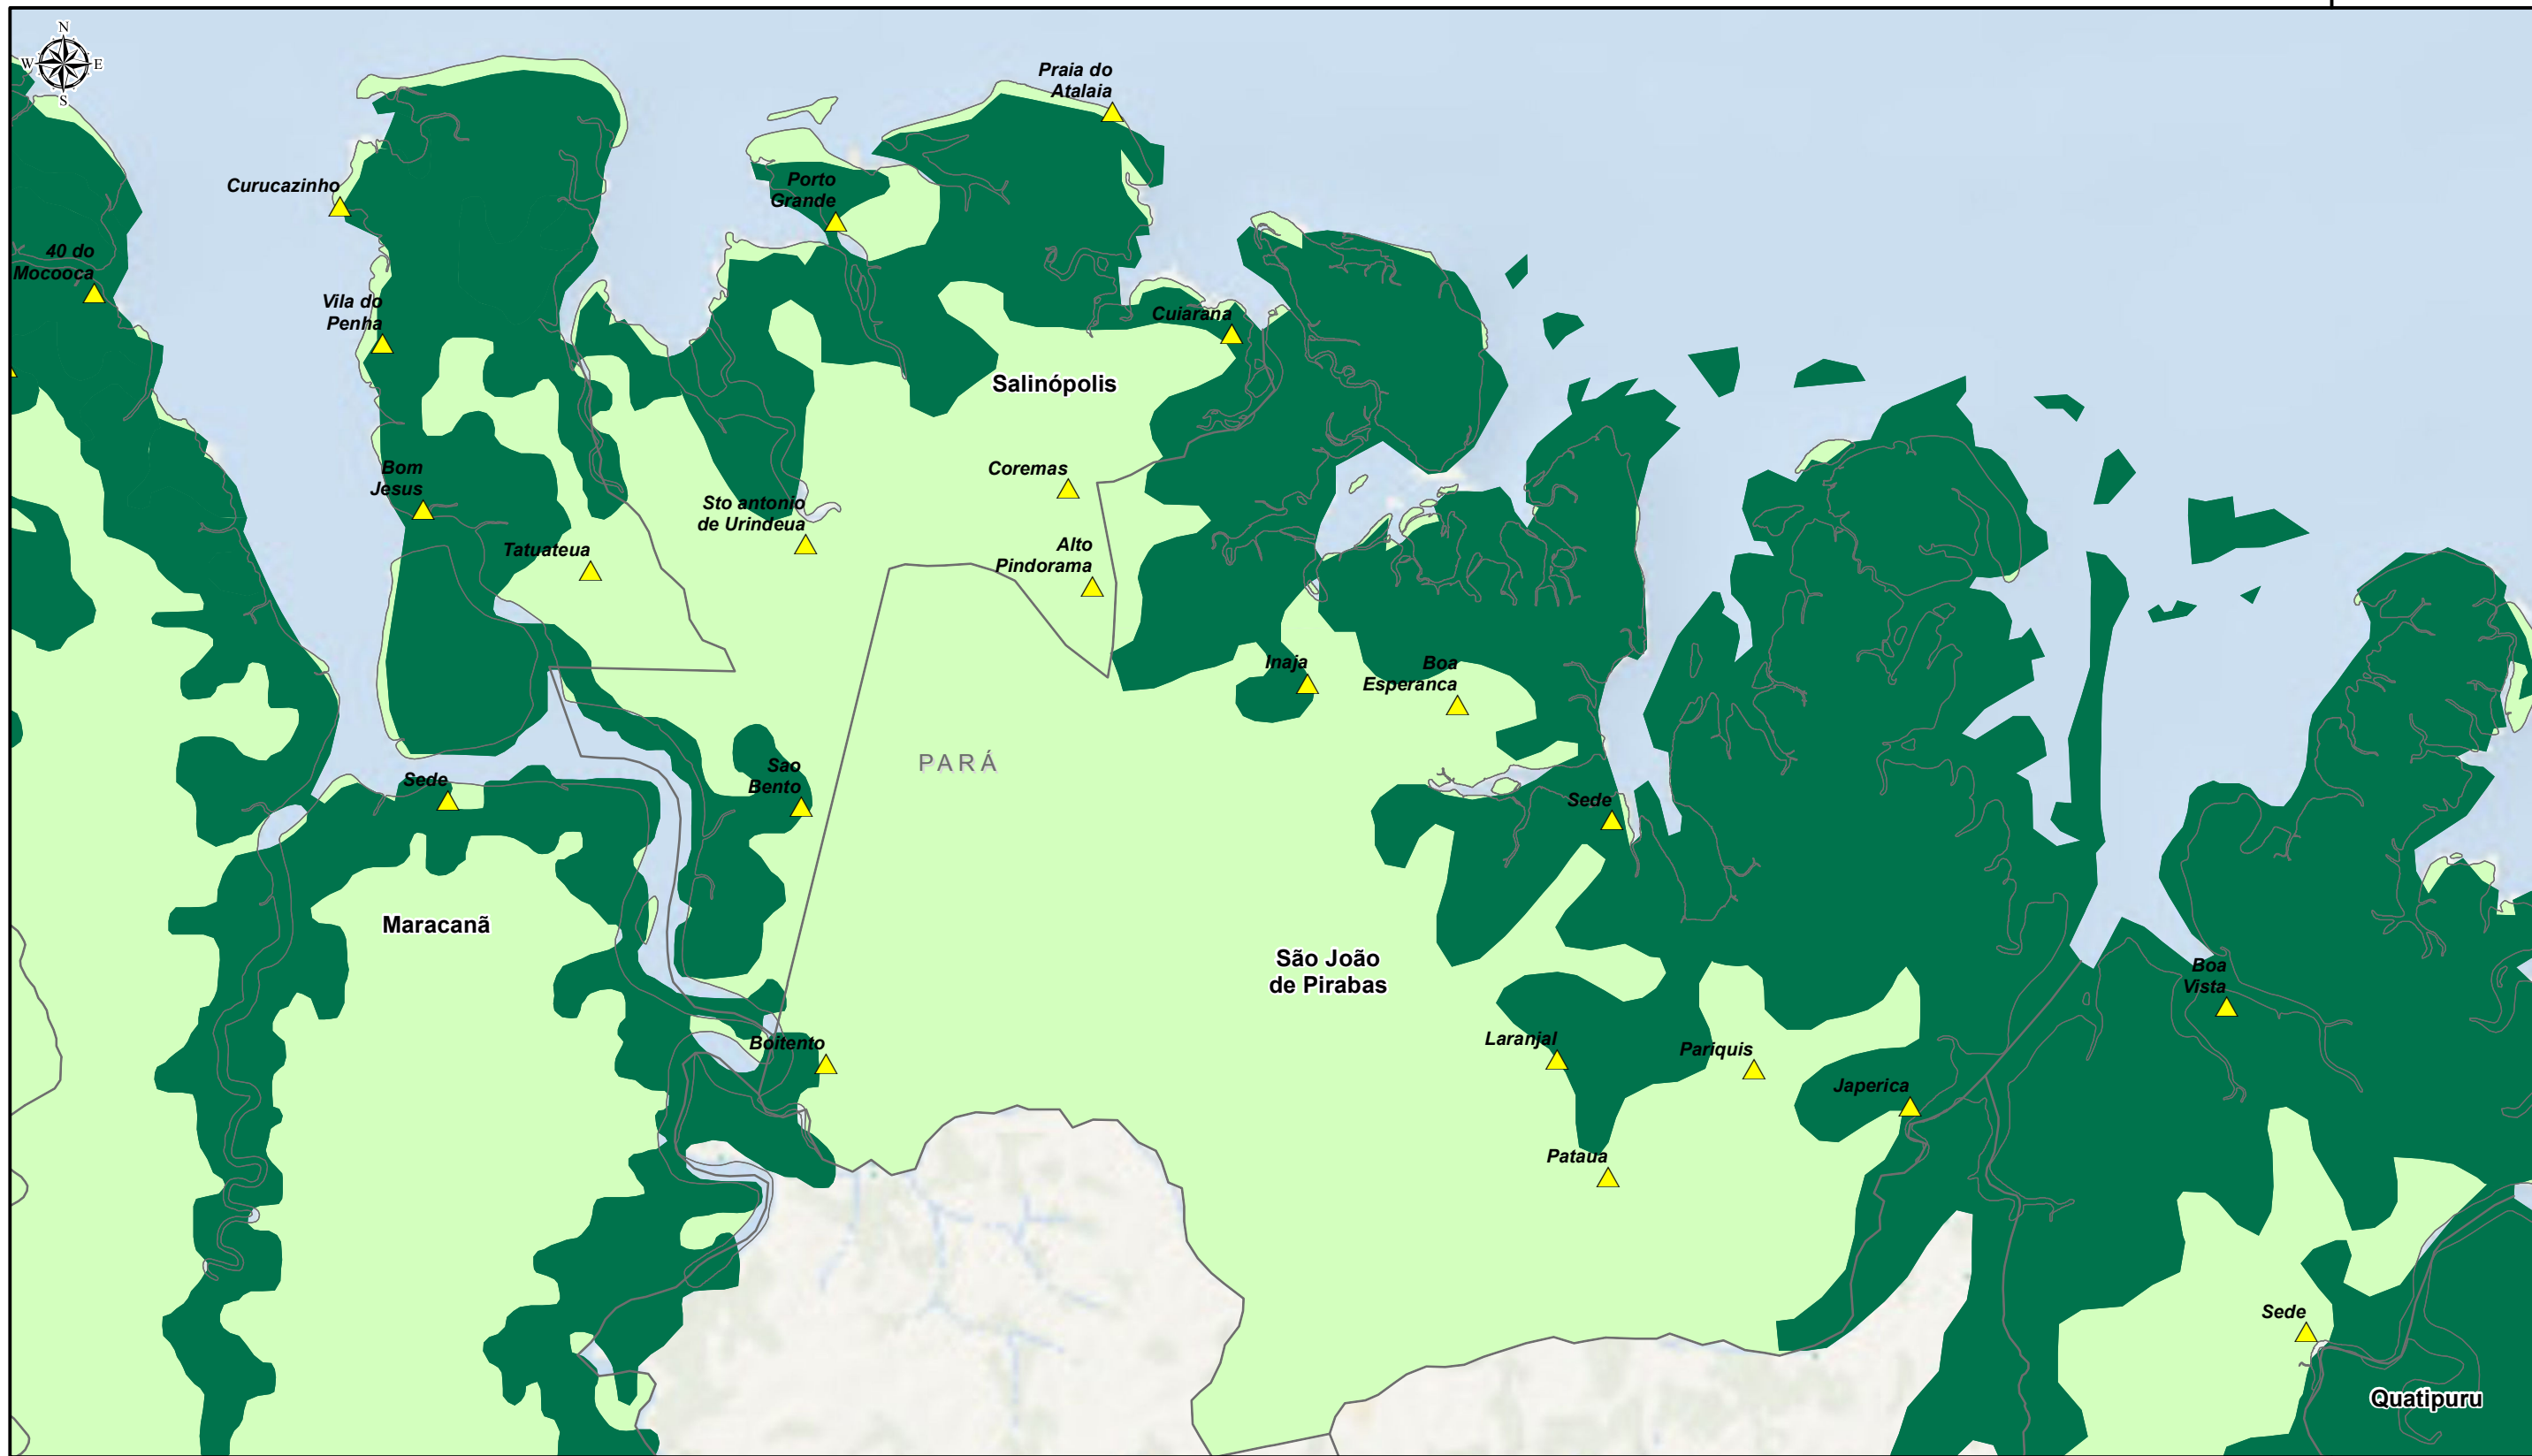 N
W E
S
Praia do
Atalaia
Curucazinho
Porto
Grande
40 do
Mocooca
Vila do
Penha
Cuiarana
Salinópolis
Bom
Jesus
Coremas
Sto antonio
de Urindeua
Tatuateua
Alto
Pindorama
Inaja
Boa
Esperanca
PARÁ
Sao
Bento
Sede
Sede
Maracanã
São João
de Pirabas
Boa
Vista
Boitento
Laranjal
Pariquis
Japerica
Pataua
Sede
Quatipuru